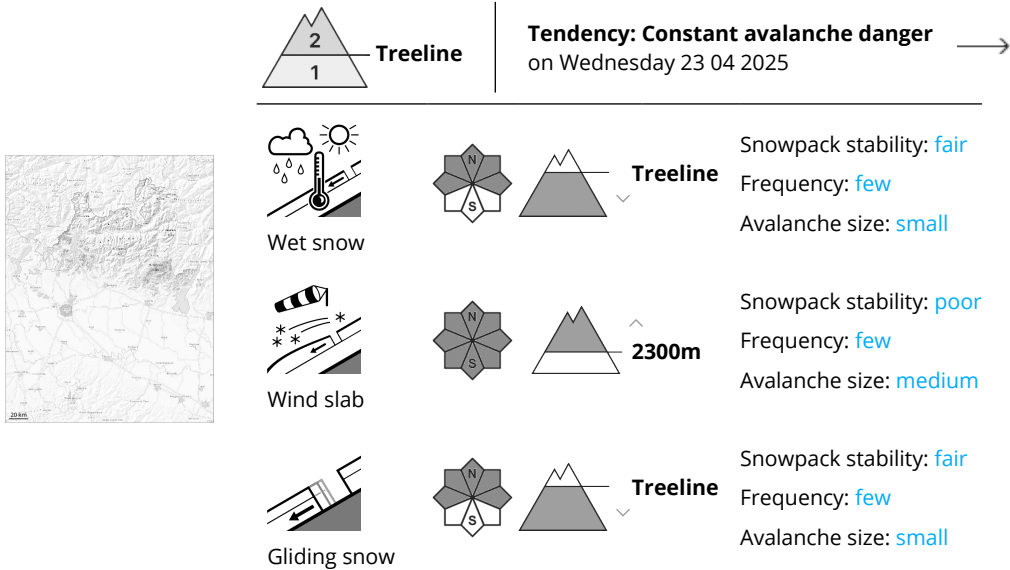 2
1
Treeline
Tendency: Constant avalanche danger
on Wednesday 23 04 2025
Wet snow
N
S
Treeline
Snowpack stability: fair
Frequency: few
Avalanche size: small
Wind slab
N
S
2300m
Snowpack stability: poor
Frequency: few
Avalanche size: medium
Gliding snow
N
S
Treeline
Snowpack stability: fair
Frequency: few
Avalanche size: small
20 km